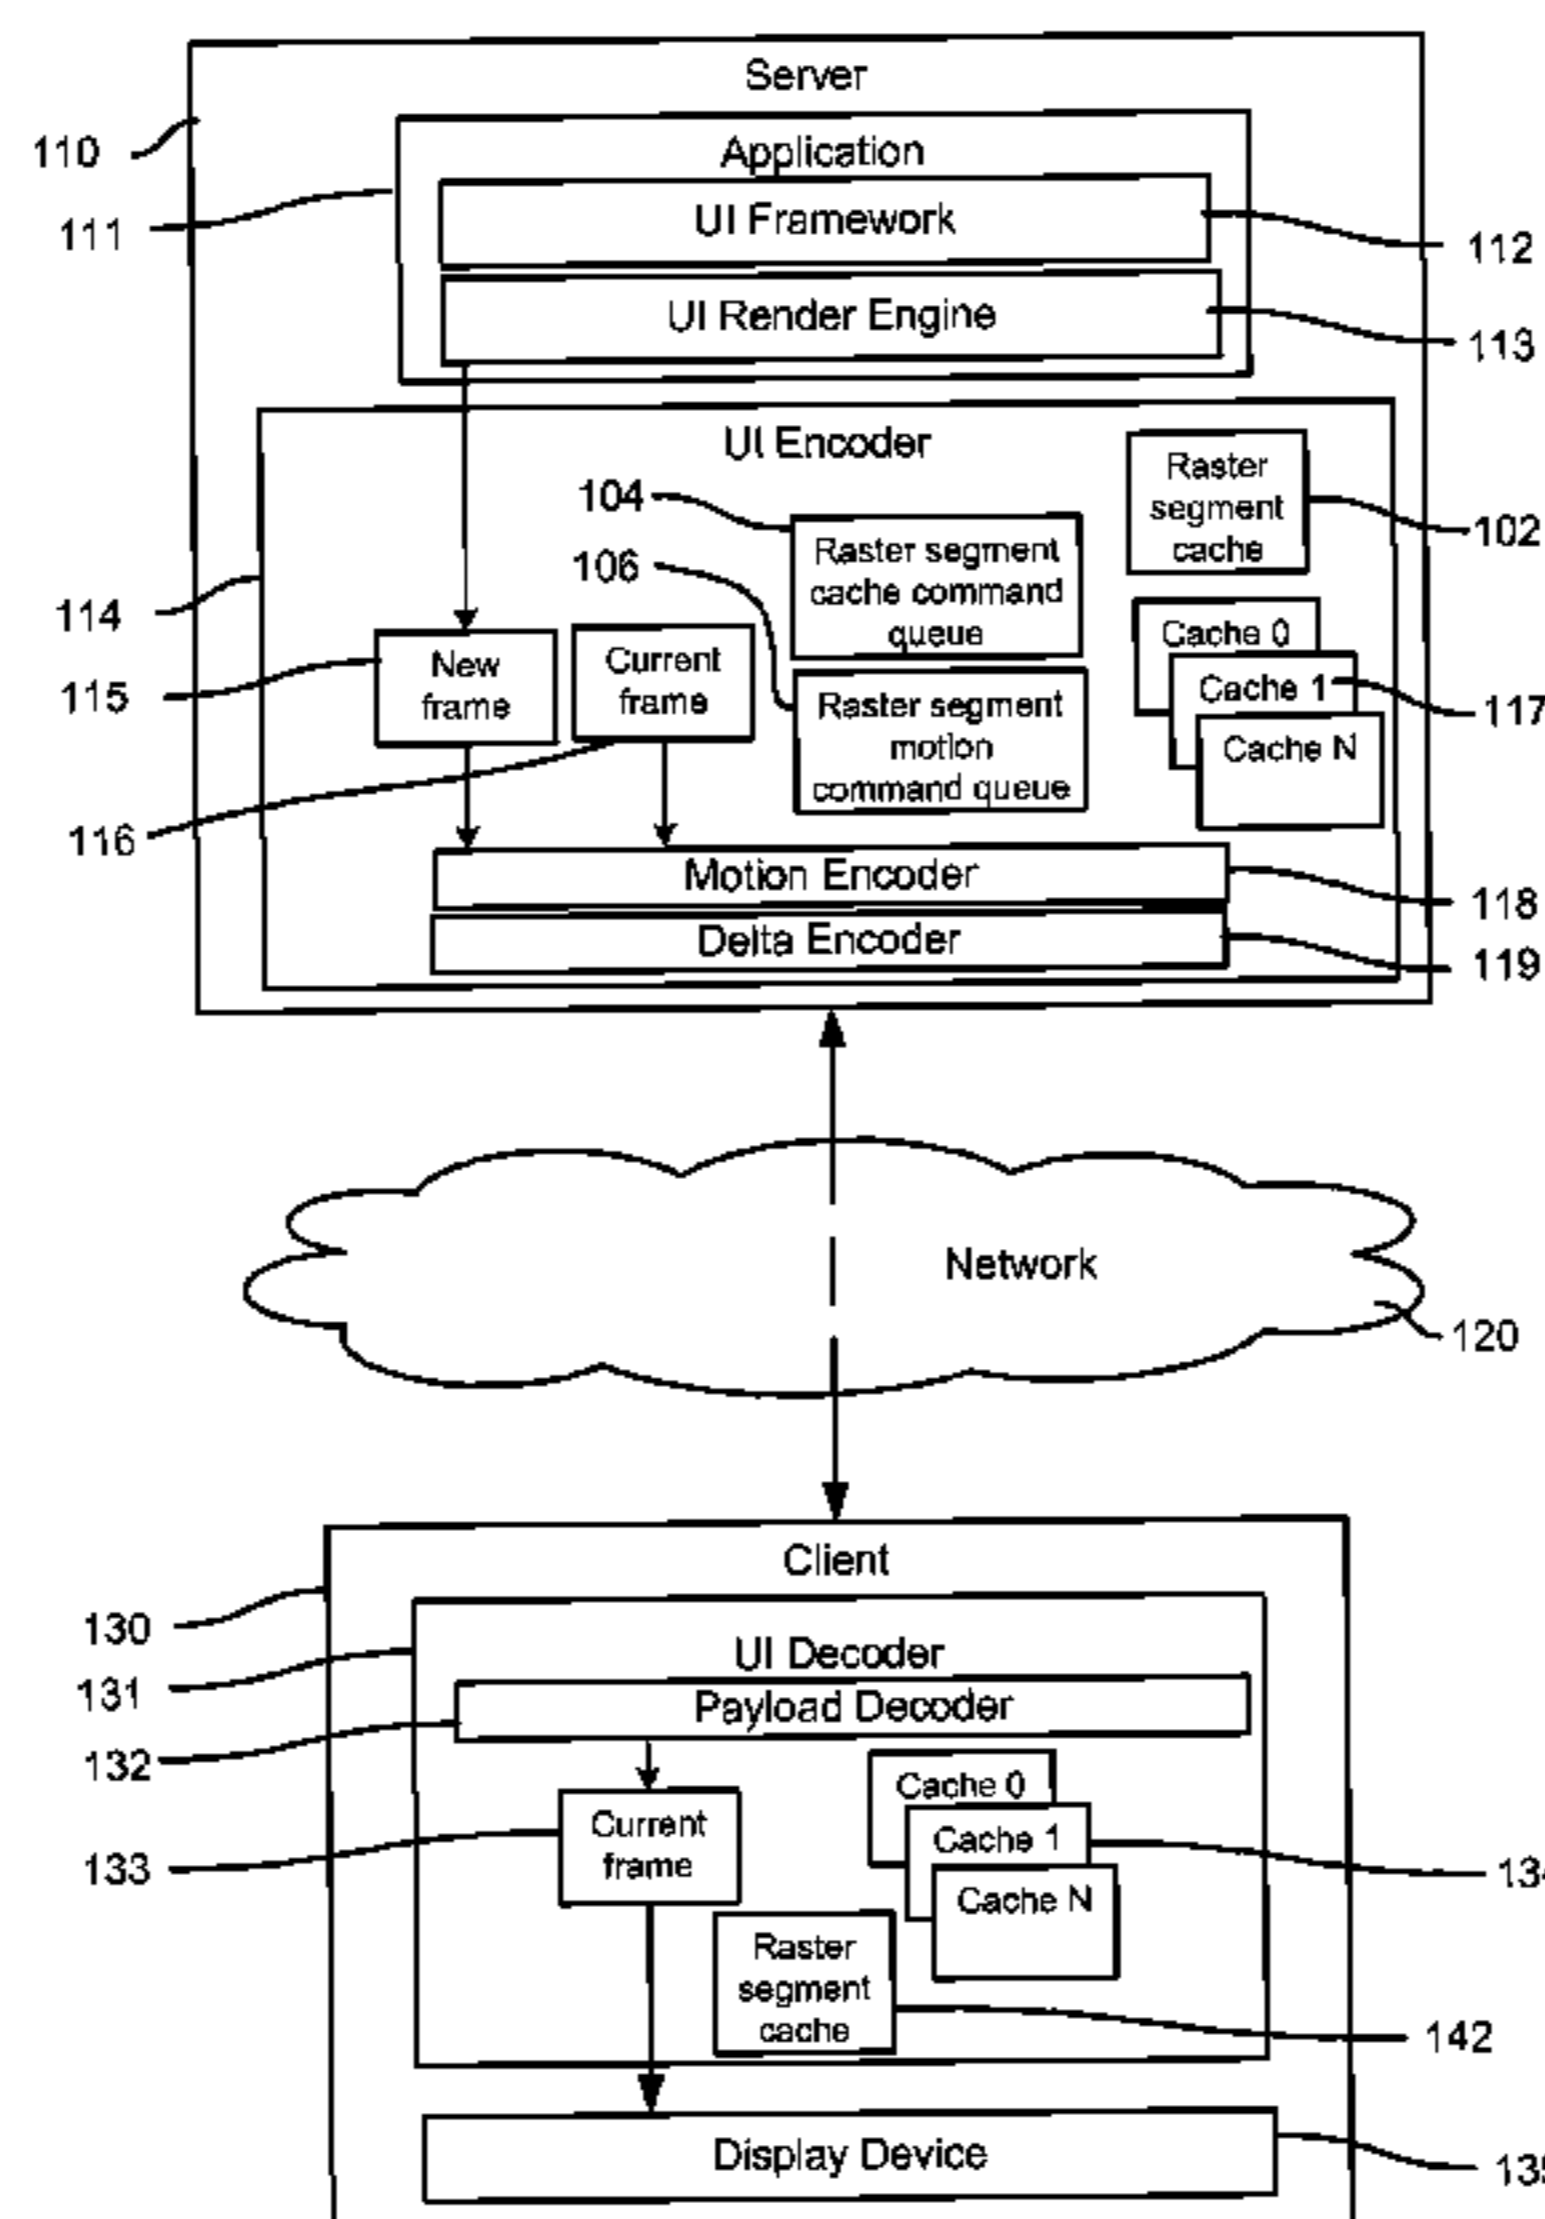 Server
110
Application
111
UI Framework
112
UI Render Engine
113
UI Encoder
Raster
segment
cache
102
104
Raster segment
cache command
queue
106
114
Cache 0
Cache 1
Cache N
117
New
frame
115
Current
frame
116
Raster segment
motion
command queue
Motion Encoder
118
Delta Encoder
119
Network
120
Client
130
UI Decoder
131
Payload Decoder
132
Current
frame
133
Cache 0
Cache 1
Cache N
Raster
segment
cache
142
Display Device